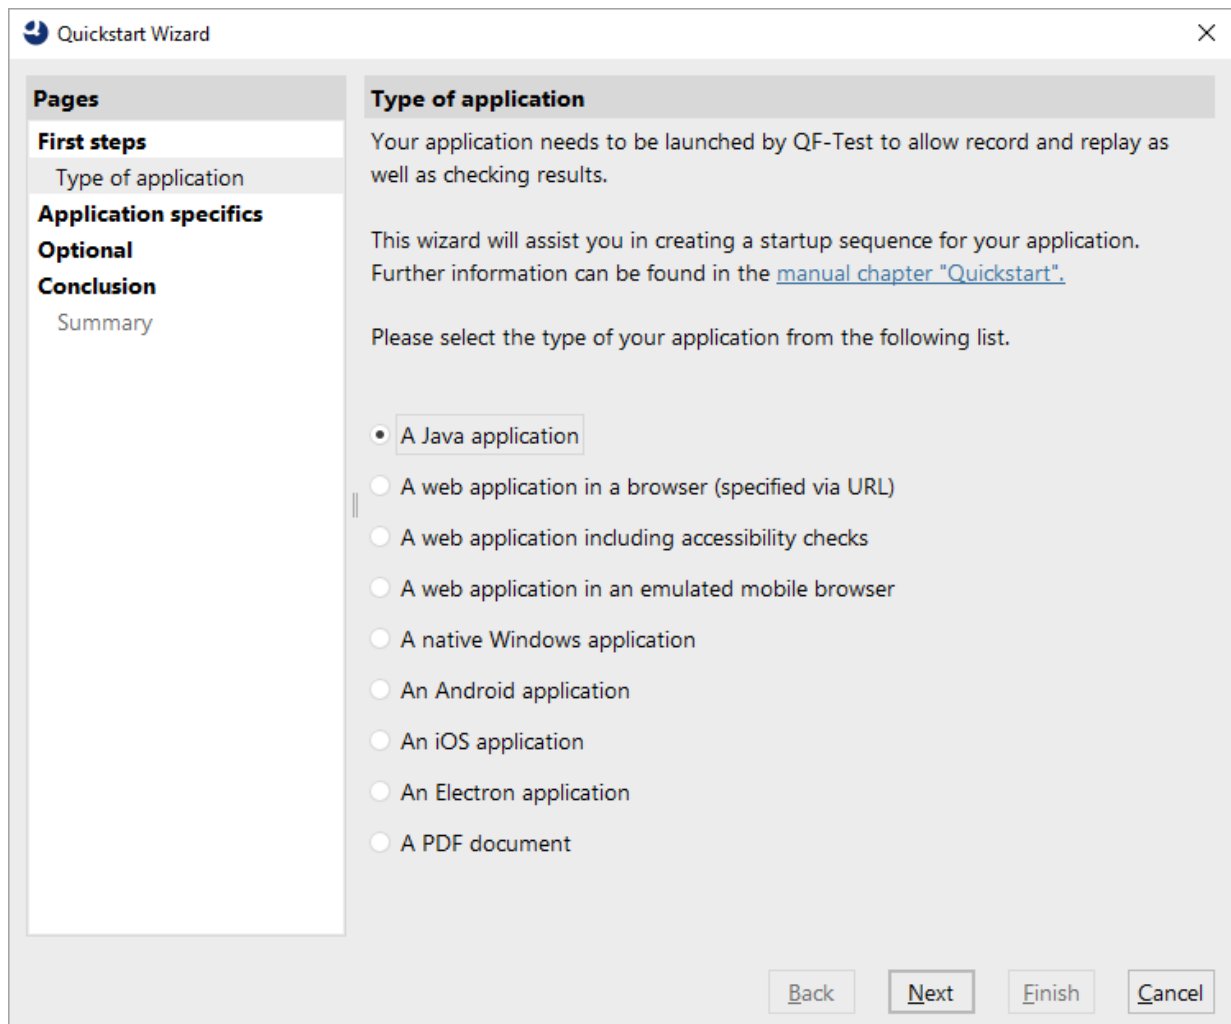 Quickstart Wizard
Pages
First steps
Type of application
Application specifics
Optional
Conclusion
Summary
Type of application
Your application needs to be launched by QF-Test to allow record and replay as
well as checking results.
This wizard will assist you in creating a startup sequence for your application.
Further information can be found in the manual chapter "Quickstart".
Please select the type of your application from the following list.
A Java application
A web application in a browser (specified via URL)
A web application including accessibility checks
A web application in an emulated mobile browser
A native Windows application
An Android application
An iOS application
An Electron application
A PDF document
Back Next Finish Cancel